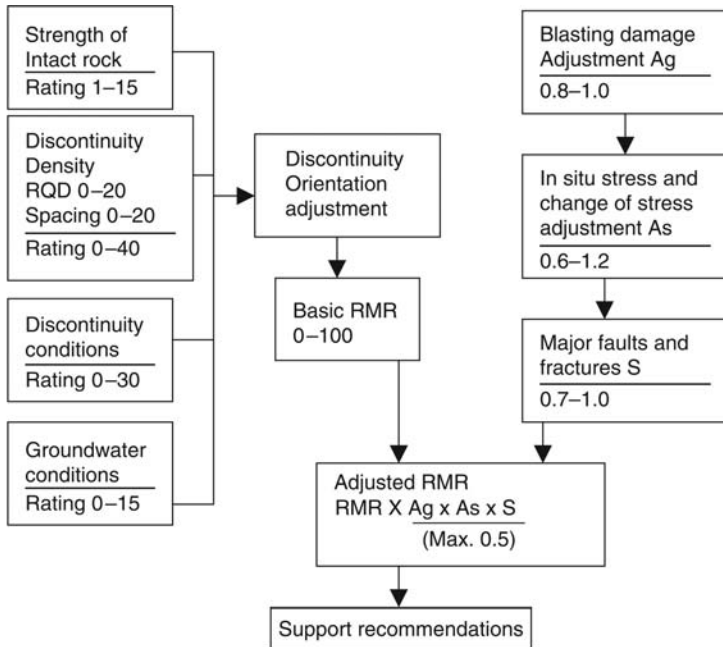 Strength of
Intact rock
Rating 1–15
Discontinuity
Density
RQD 0–20
Spacing 0–20
Rating 0–40
Discontinuity
conditions
Rating 0–30
Groundwater
conditions
Rating 0–15
Discontinuity
Orientation
adjustment
Basic RMR
0–100
Blasting damage
Adjustment Ag
0.8–1.0
In situ stress and
change of stress
adjustment As
0.6–1.2
Major faults and
fractures S
0.7–1.0
Adjusted RMR
RMR X Ag x As x S
(Max. 0.5)
Support recommendations